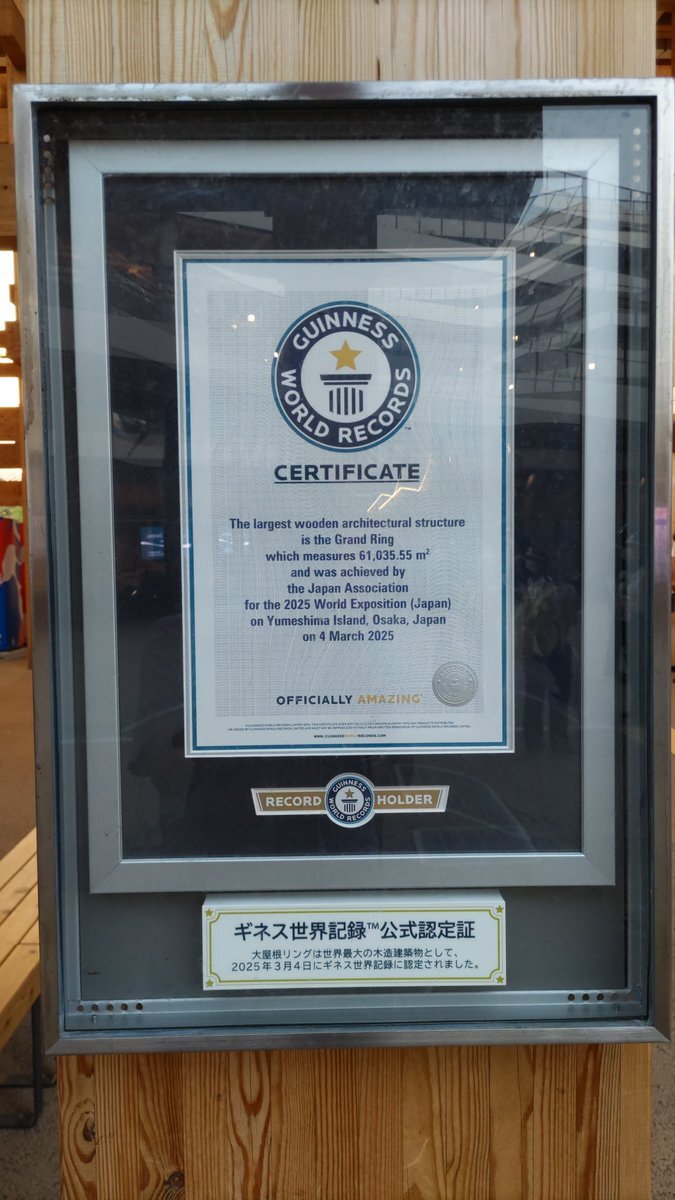 GUINNESS
WORLD RECORDS
™
CERTIFICATE
The largest wooden architectural structure
is the Grand Ring
which measures 61,035.55 m²
and was achieved by
the Japan Association
for the 2025 World Exposition (Japan)
on Yumeshima Island, Osaka, Japan
on 4 March 2025
OFFICIALLY AMAZING
WWW.GUINNESSWORLDRECORDS.COM
RECORD
GUINNESS
WORLD RECORDS
HOLDER
ギネス世界記録™公式認定証
大屋根リングは世界最大の木造建築物として、
2025年3月4日にギネス世界記録に認定されました。